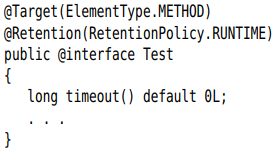 @Target(ElementType.METHOD)
@Retention(RetentionPolicy.RUNTIME)
public @interface Test
{
   long timeout() default 0L;
   . . .
}